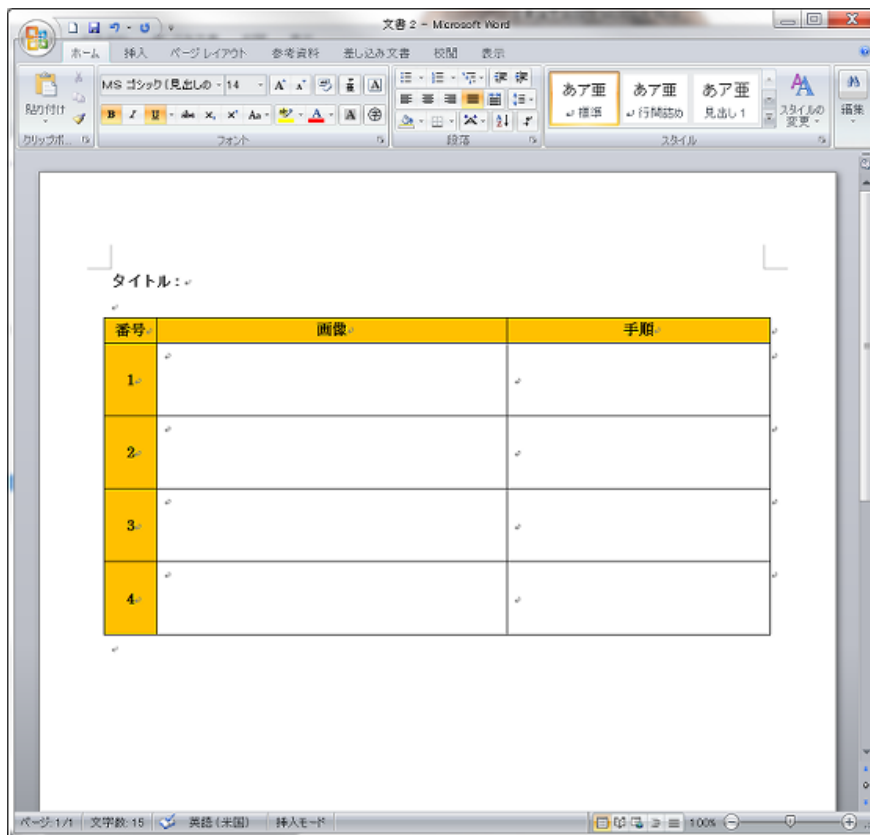 文書 2 - Microsoft Word
ホーム 挿入 ページ レイアウト 参考資料 差し込み文書 校閲 表示
貼り付け
MS ゴシック (見出しの 14
B I U abc x₂ x² Aa A A
あア亜 あア亜 あア亜
標準 行間詰め 見出し 1
スタイルの
変更
編集
クリップボ... フォント 段落 スタイル
タイトル：
番号 画像 手順
1
2
3
4
ページ: 1/1 文字数: 15 英語 (米国) 挿入モード 100%